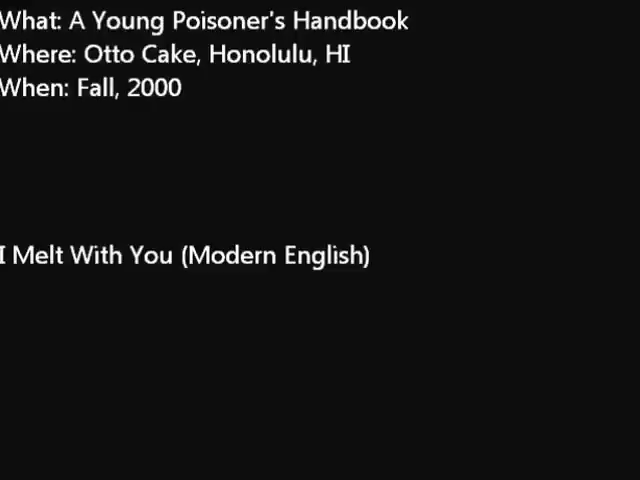 What: A Young Poisoner's Handbook
Where: Otto Cake, Honolulu, HI
When: Fall, 2000
I Melt With You (Modern English)